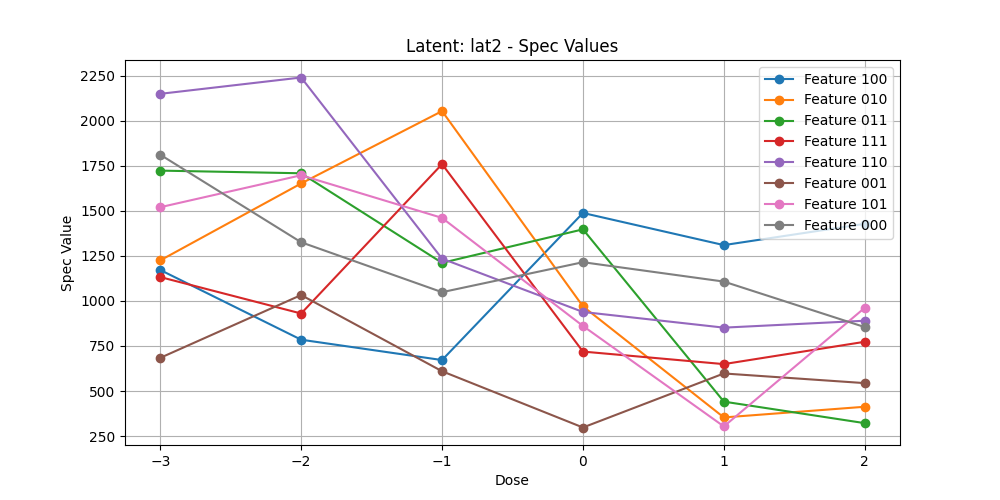 Latent: lat2 - Spec Values
Spec Value
2250
2000
1750
1500
1250
1000
750
500
250
Feature 100
Feature 010
Feature 011
Feature 111
Feature 110
Feature 001
Feature 101
Feature 000
−3
−2
−1
0
1
2
Dose